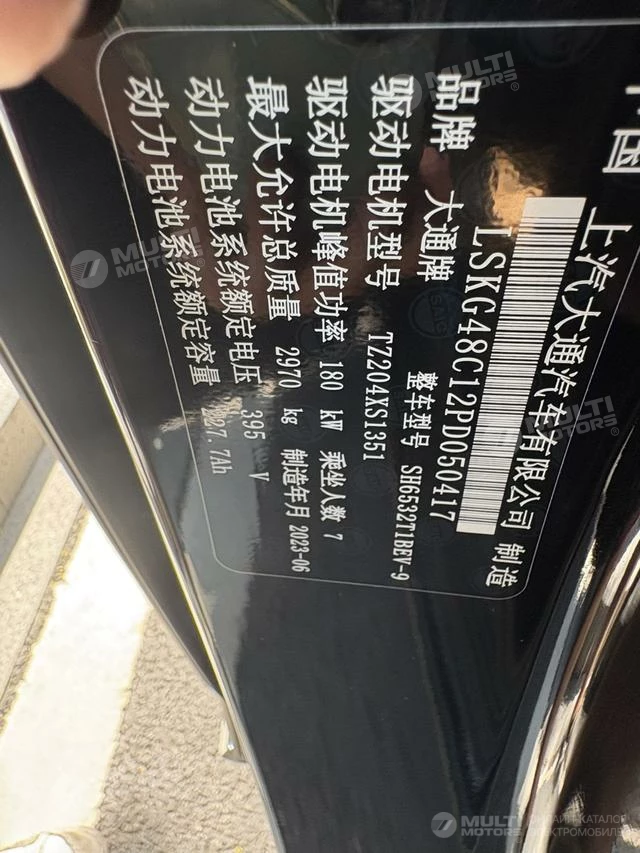 中国
上汽大通汽车有限公司 制造
LSKG48C12PD050417
品牌 大通牌 整车型号 SH6532T1BEV-9
驱动电机型号 TZ204XS1351
驱动电机峰值功率 180 kW 乘坐人数 7
最大允许总质量 2970 kg 制造年月 2023-06
动力电池系统额定电压 395 V
动力电池系统额定容量 227.7Ah
MULTI
MOTORS®
MULTI
MOTORS®
MULTI
MOTORS®
MULTI
MOTORS®
ОНЛАЙН-КАТАЛОГ
ЭЛЕКТРОМОБИЛЕЙ